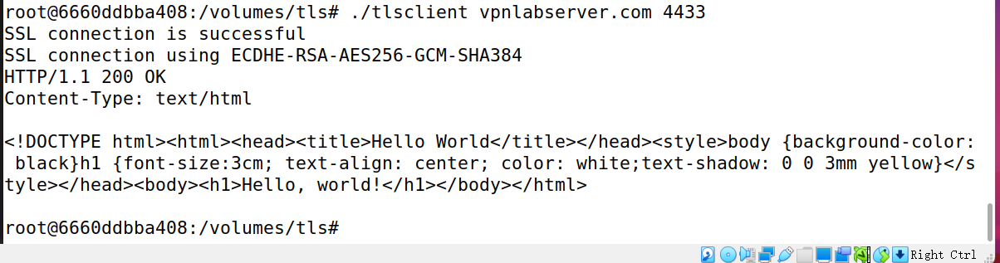 root@6660ddbba408:/volumes/tls# ./tlsclient vpnlabserver.com 4433
SSL connection is successful
SSL connection using ECDHE-RSA-AES256-GCM-SHA384
HTTP/1.1 200 OK
Content-Type: text/html
<!DOCTYPE html><html><head><title>Hello World</title></head><style>body {background-color:
 black}h1 {font-size:3cm; text-align: center; color: white;text-shadow: 0 0 3mm yellow}</s
tyle></head><body><h1>Hello, world!</h1></body></html>
root@6660ddbba408:/volumes/tls#
Right Ctrl